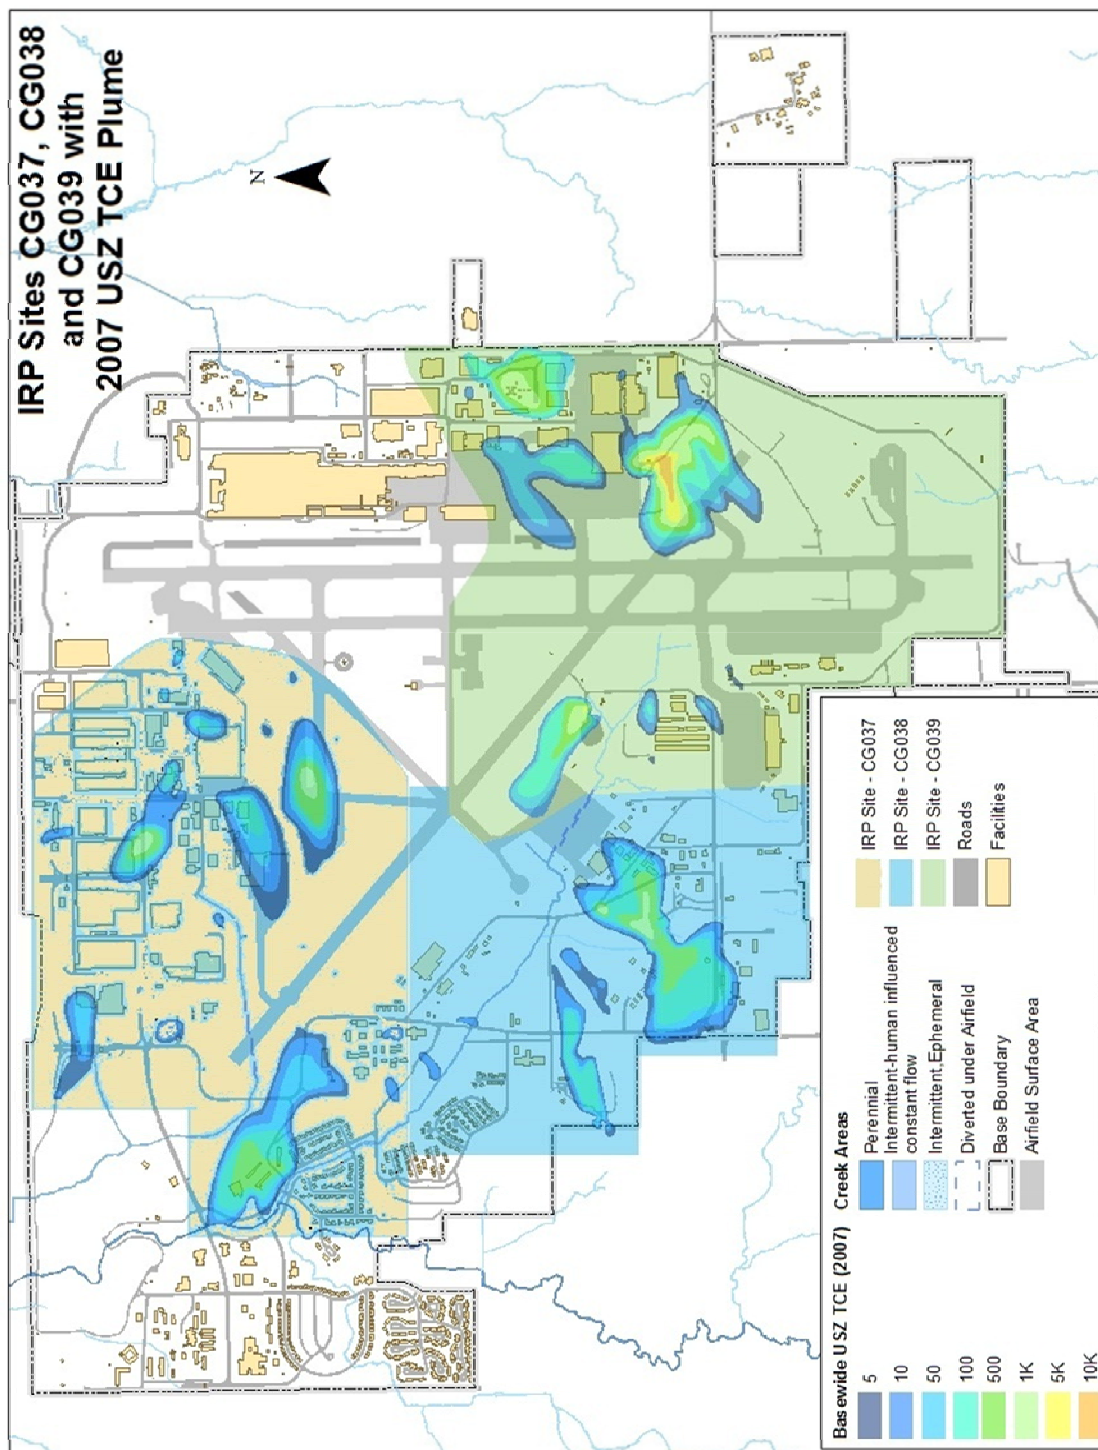 IRP Sites CG037, CG038
and CG039 with
2007 USZ TCE Plume
N
Basewide USZ TCE (2007)
5
10
50
100
500
1K
5K
10K
Creek Areas
Perennial
Intermittent-human influenced
constant flow
Intermittent,Ephemeral
Diverted under Airfield
Base Boundary
Airfield Surface Area
IRP Site - CG037
IRP Site - CG038
IRP Site - CG039
Roads
Facilities